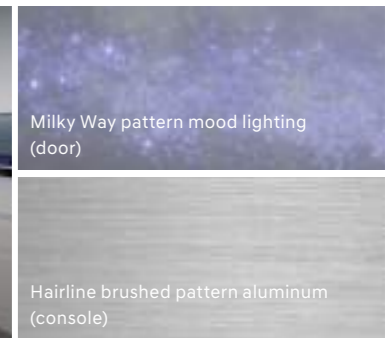 Milky Way pattern mood lighting
(door)
Hairline brushed pattern aluminum
(console)